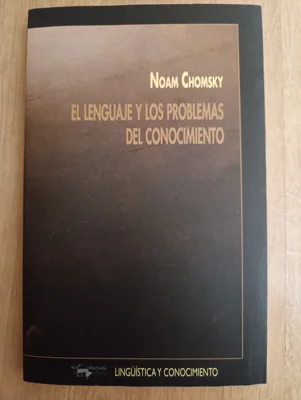 NOAM CHOMSKY
EL LENGUAJE Y LOS PROBLEMAS
DEL CONOCIMIENTO
LINGÜÍSTICA Y CONOCIMIENTO